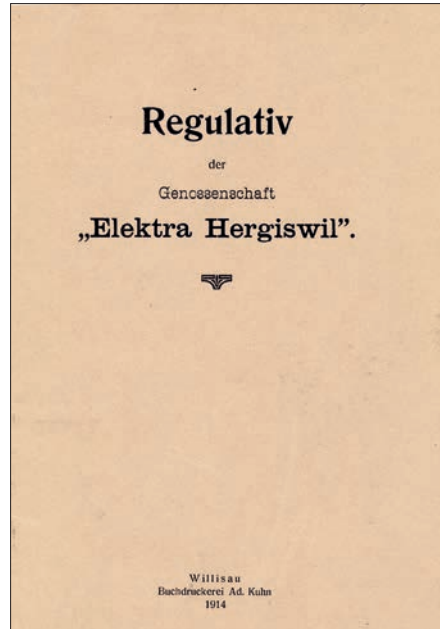 Regulativ
der
Genossenschaft
„Elektra Hergiswil”.
Willisau
Buchdruckerei Ad. Kuhn
1914